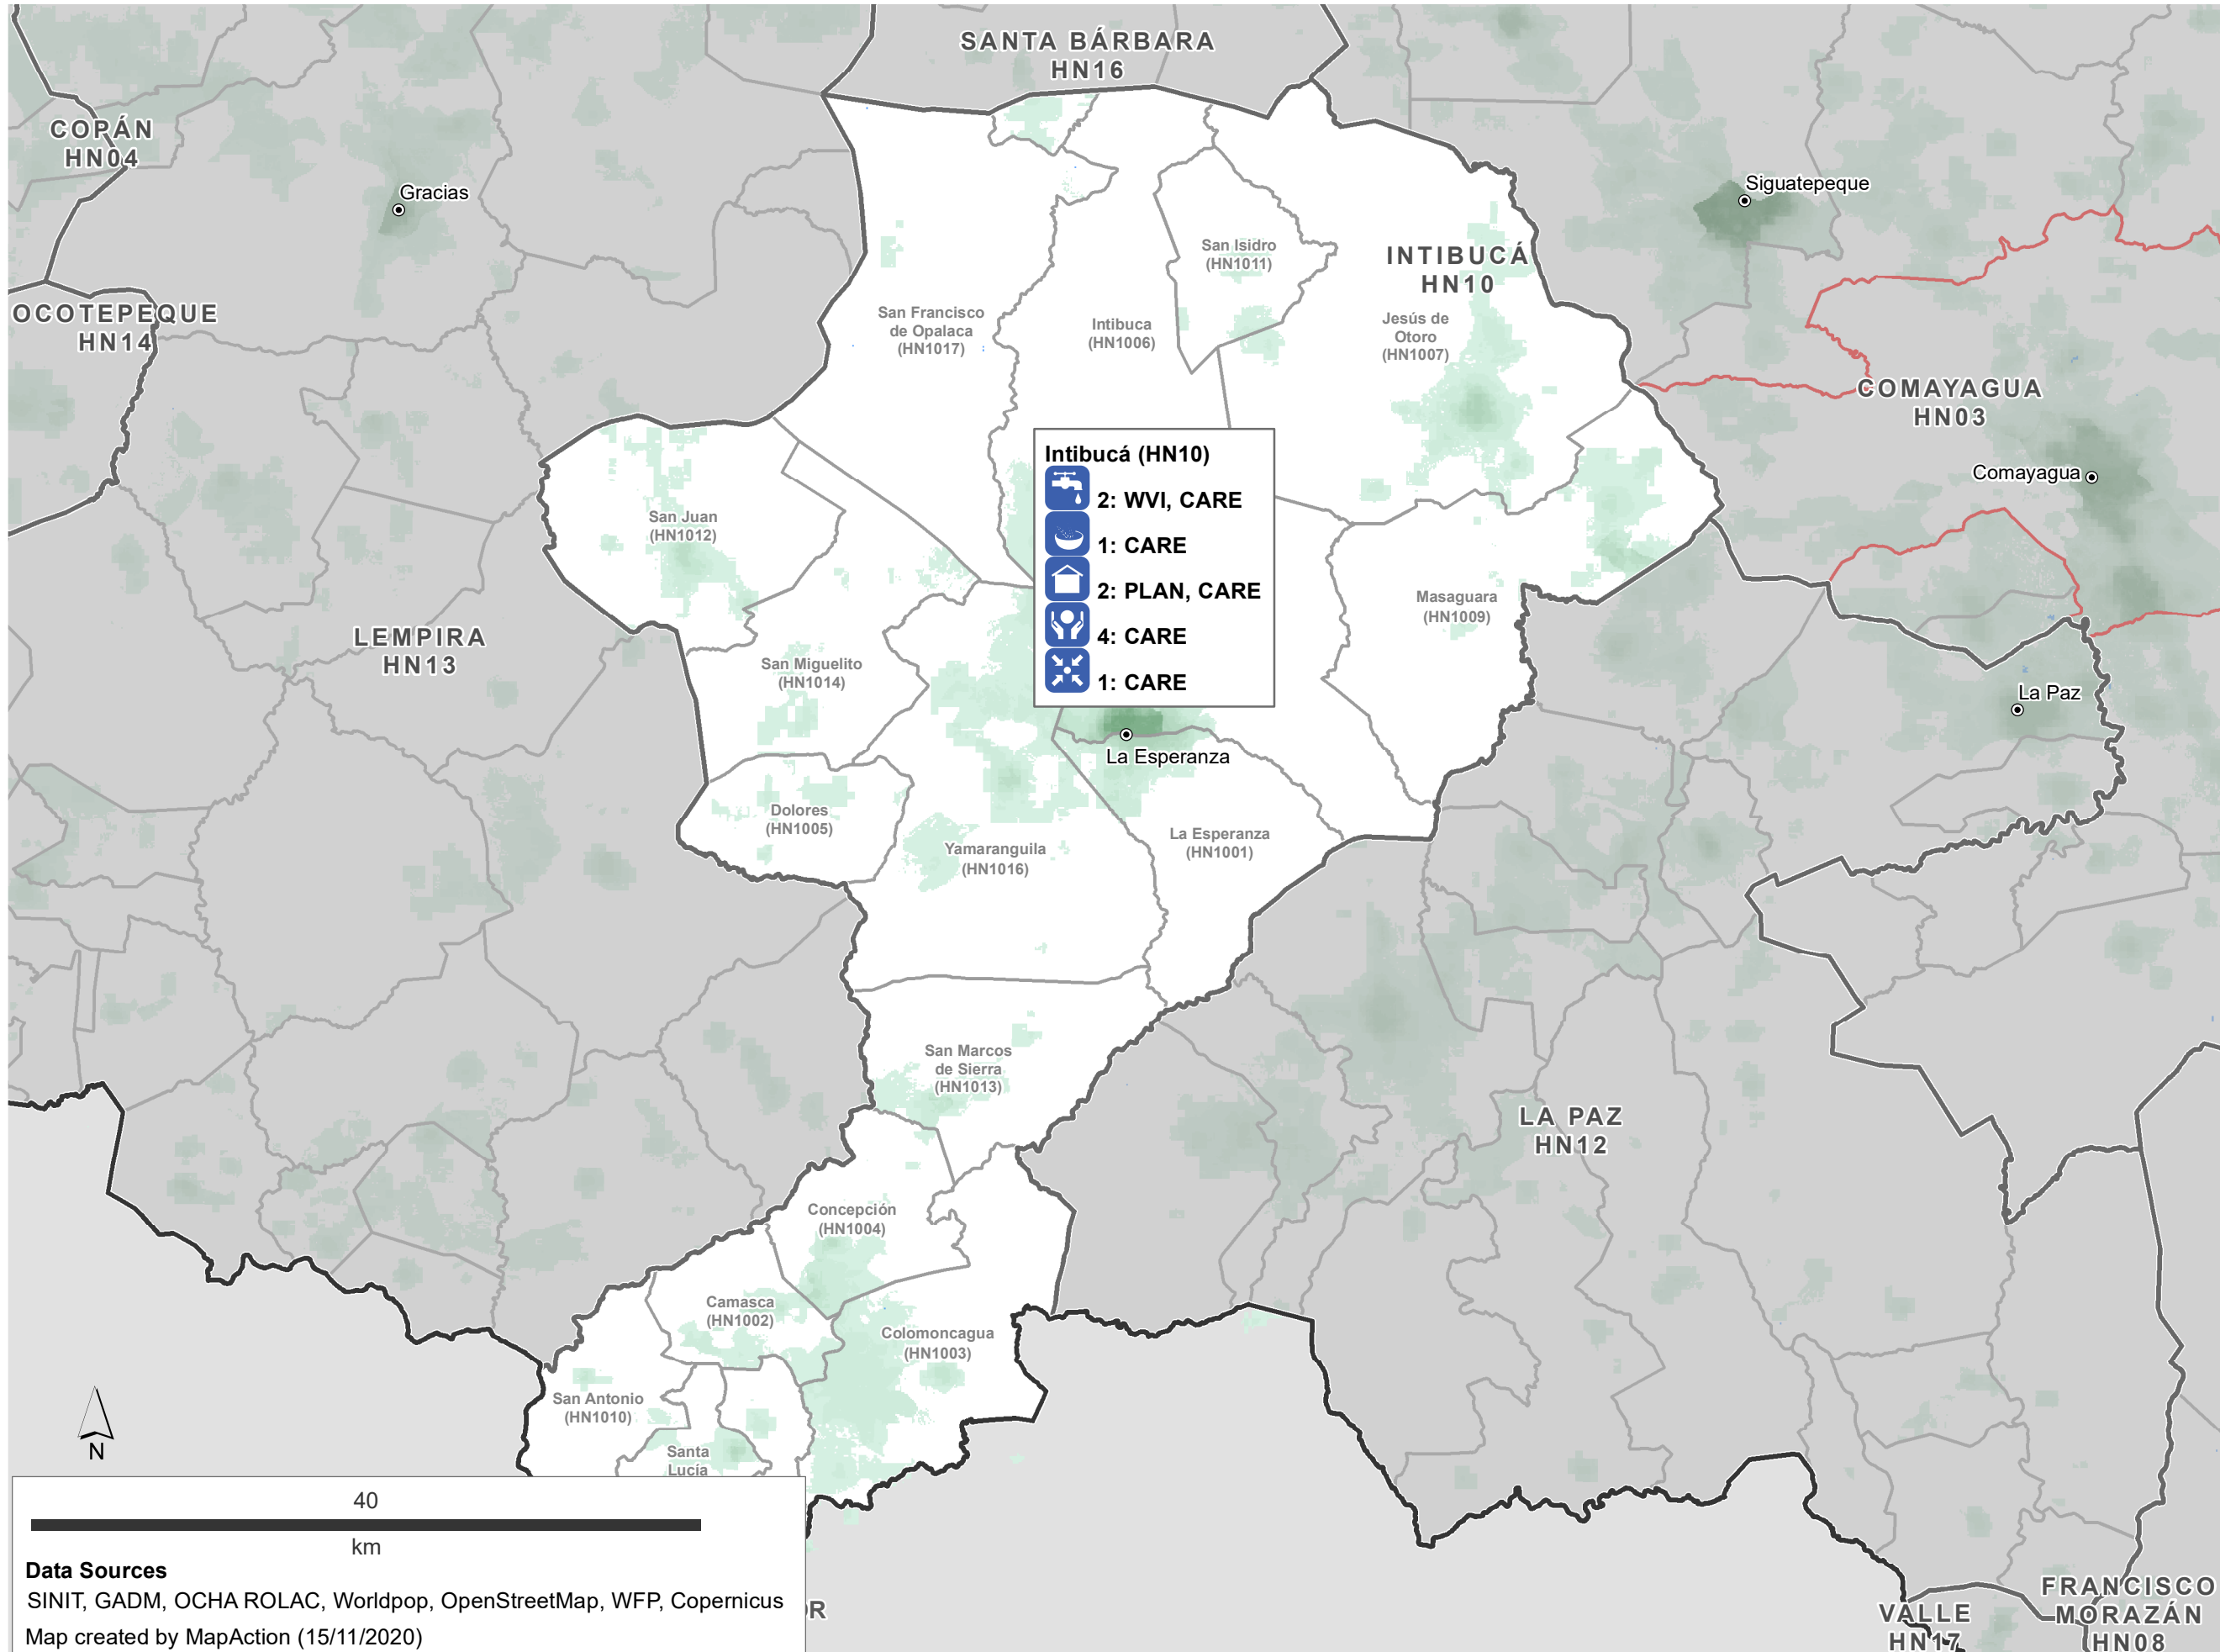 SANTA BÁRBARA
HN16
COPÁN
HN04
Gracias
Siguatepeque
San Isidro
(HN1011)
INTIBUCÁ
HN10
OCOTEPEQUE
HN14
San Francisco
de Opalaca
(HN1017)
Intibuca
(HN1006)
Jesús de
Otoro
(HN1007)
COMAYAGUA
HN03
Comayagua
Intibucá (HN10)
2: WVI, CARE
1: CARE
2: PLAN, CARE
4: CARE
1: CARE
San Juan
(HN1012)
Masaguara
(HN1009)
LEMPIRA
HN13
San Miguelito
(HN1014)
La Paz
La Esperanza
Dolores
(HN1005)
Yamaranguila
(HN1016)
La Esperanza
(HN1001)
San Marcos
de Sierra
(HN1013)
LA PAZ
HN12
Concepción
(HN1004)
Camasca
(HN1002)
Colomoncagua
(HN1003)
San Antonio
(HN1010)
Santa
Lucía
N
40
km
Data Sources
SINIT, GADM, OCHA ROLAC, Worldpop, OpenStreetMap, WFP, Copernicus
Map created by MapAction (15/11/2020)
R
VALLE
HN17
FRANCISCO
MORAZÁN
HN08